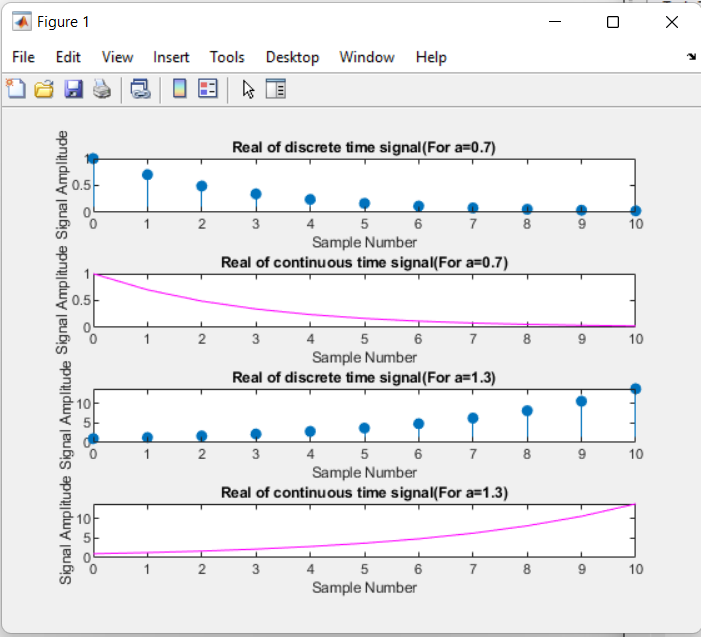 Figure 1
File Edit View Insert Tools Desktop Window Help
Real of discrete time signal(For a=0.7)
Signal Amplitude
1
0.5
0
0 1 2 3 4 5 6 7 8 9 10
Sample Number
Real of continuous time signal(For a=0.7)
Signal Amplitude
1
0.5
0
0 1 2 3 4 5 6 7 8 9 10
Sample Number
Real of discrete time signal(For a=1.3)
Signal Amplitude
10
5
0
0 1 2 3 4 5 6 7 8 9 10
Sample Number
Real of continuous time signal(For a=1.3)
Signal Amplitude
10
5
0
0 1 2 3 4 5 6 7 8 9 10
Sample Number